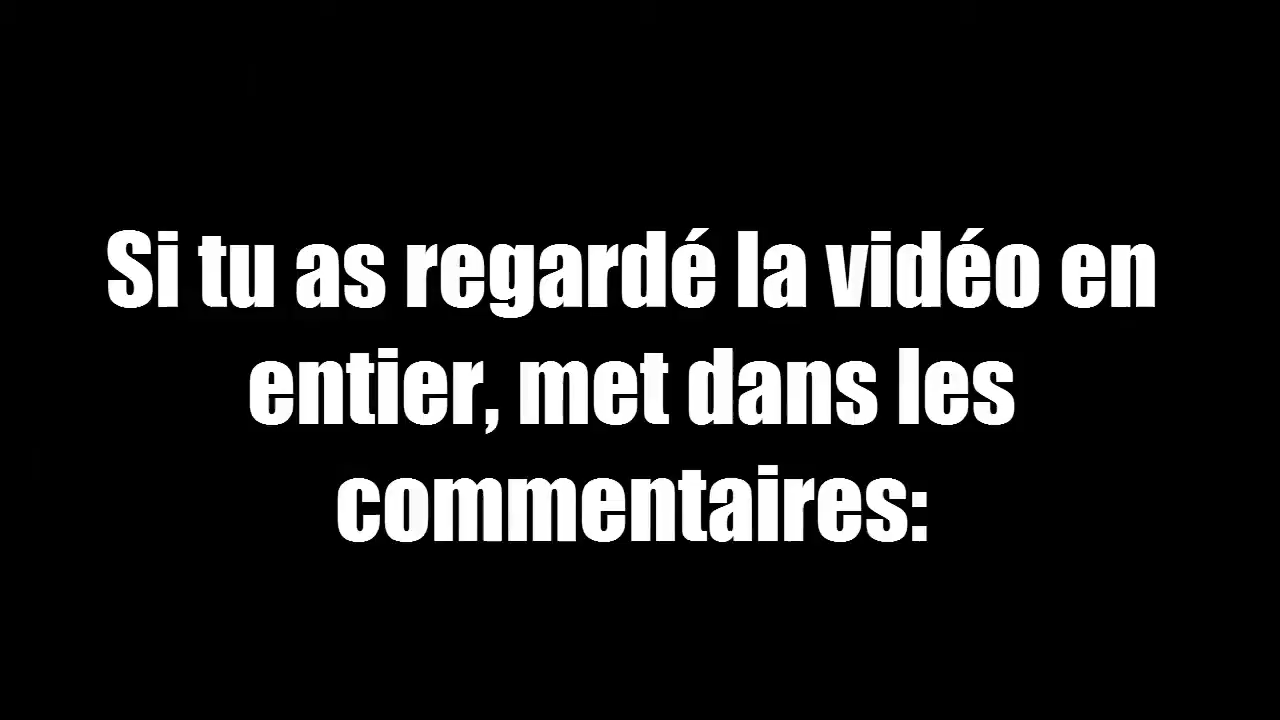 Si tu as regardé la vidéo en
entier, met dans les
commentaires: